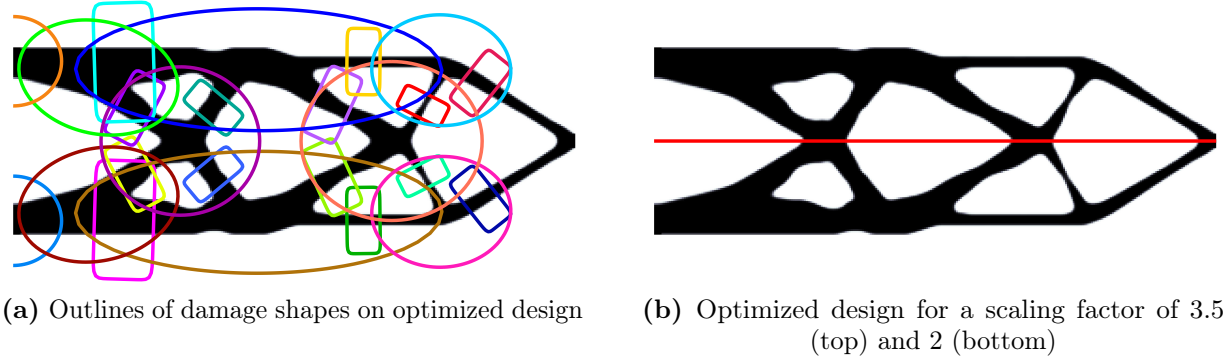 (a) Outlines of damage shapes on optimized design
(b) Optimized design for a scaling factor of 3.5
(top) and 2 (bottom)